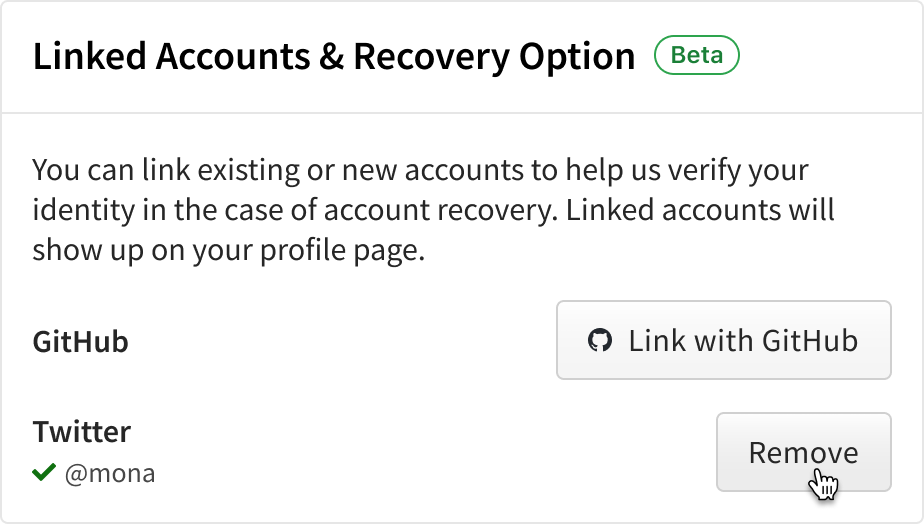 Linked Accounts & Recovery Option Beta
You can link existing or new accounts to help us verify your
identity in the case of account recovery. Linked accounts will
show up on your profile page.
GitHub
Link with GitHub
Twitter
@mona
Remove